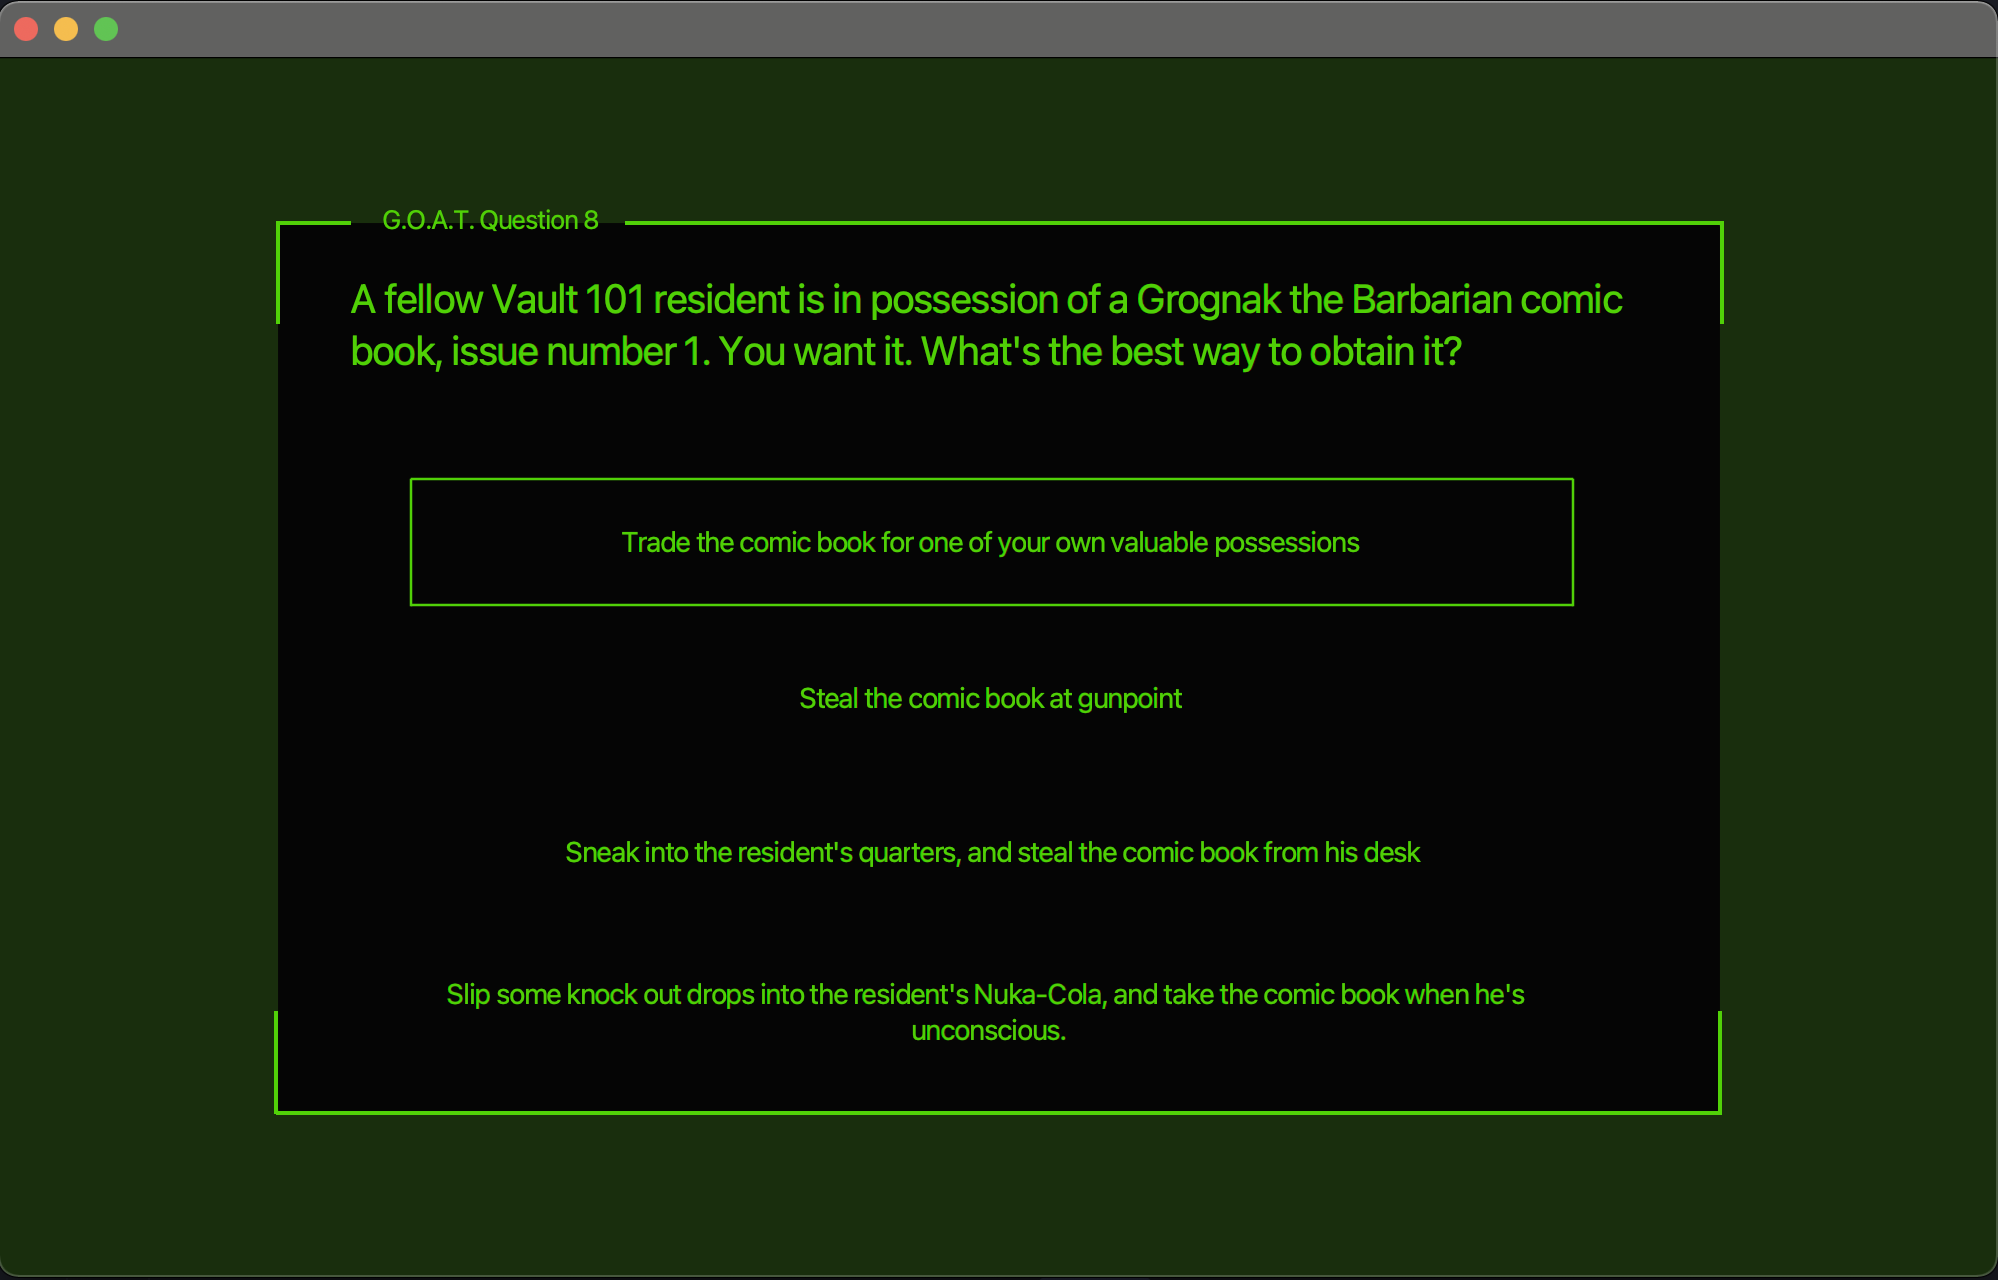 G.O.A.T. Question 8
A fellow Vault 101 resident is in possession of a Grognak the Barbarian comic
book, issue number 1. You want it. What's the best way to obtain it?
Trade the comic book for one of your own valuable possessions
Steal the comic book at gunpoint
Sneak into the resident's quarters, and steal the comic book from his desk
Slip some knock out drops into the resident's Nuka-Cola, and take the comic book when he's
unconscious.